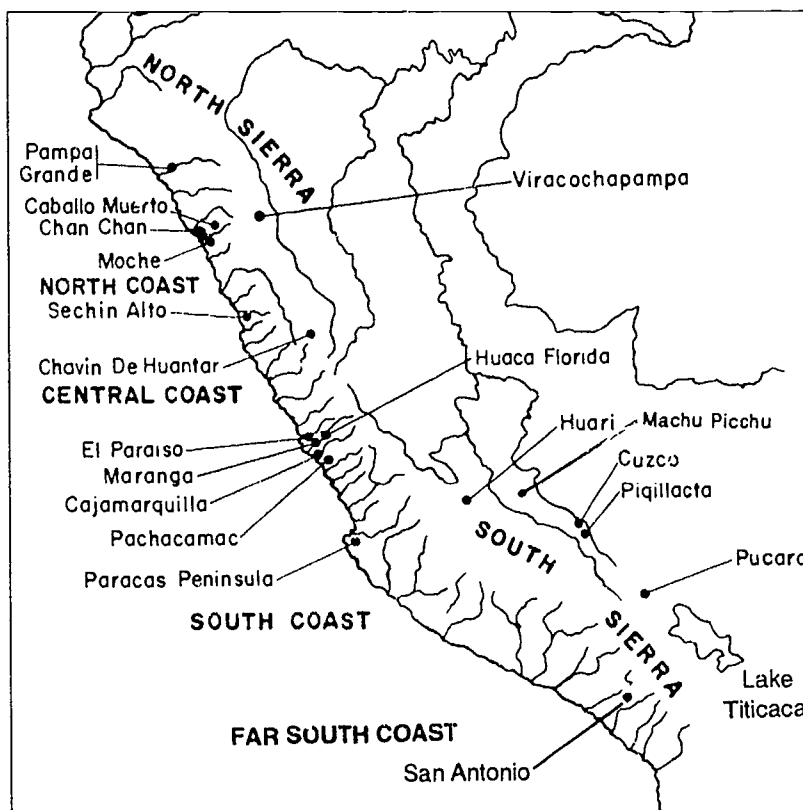 NORTH SIERRA
Pampa
Grande
Viracochapampa
Caballo Muerto
Chan Chan
Moche
NORTH COAST
Sechin Alto
Chavin De Huantar
Huaca Florida
CENTRAL COAST
Huari
Machu Picchu
El Paraiso
Maranga
Cuzco
Cajamarquilla
Piqillacta
Pachacamac
SOUTH SIERRA
Pucara
Paracas Peninsula
SOUTH COAST
Lake
Titicaca
FAR SOUTH COAST
San Antonio